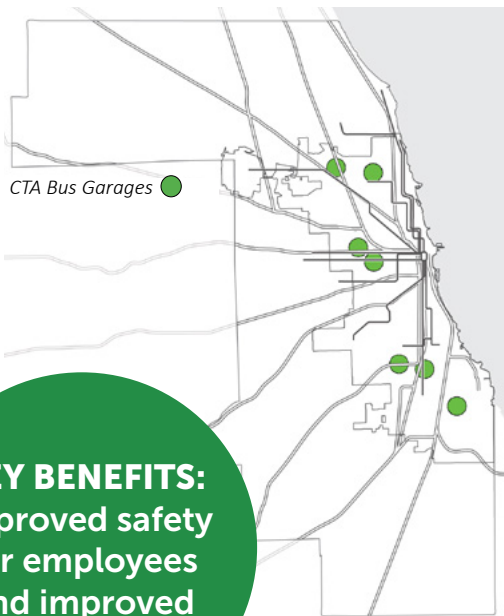 CTA Bus Garages
EY BENEFITS:
proved safety
r employees
nd improved